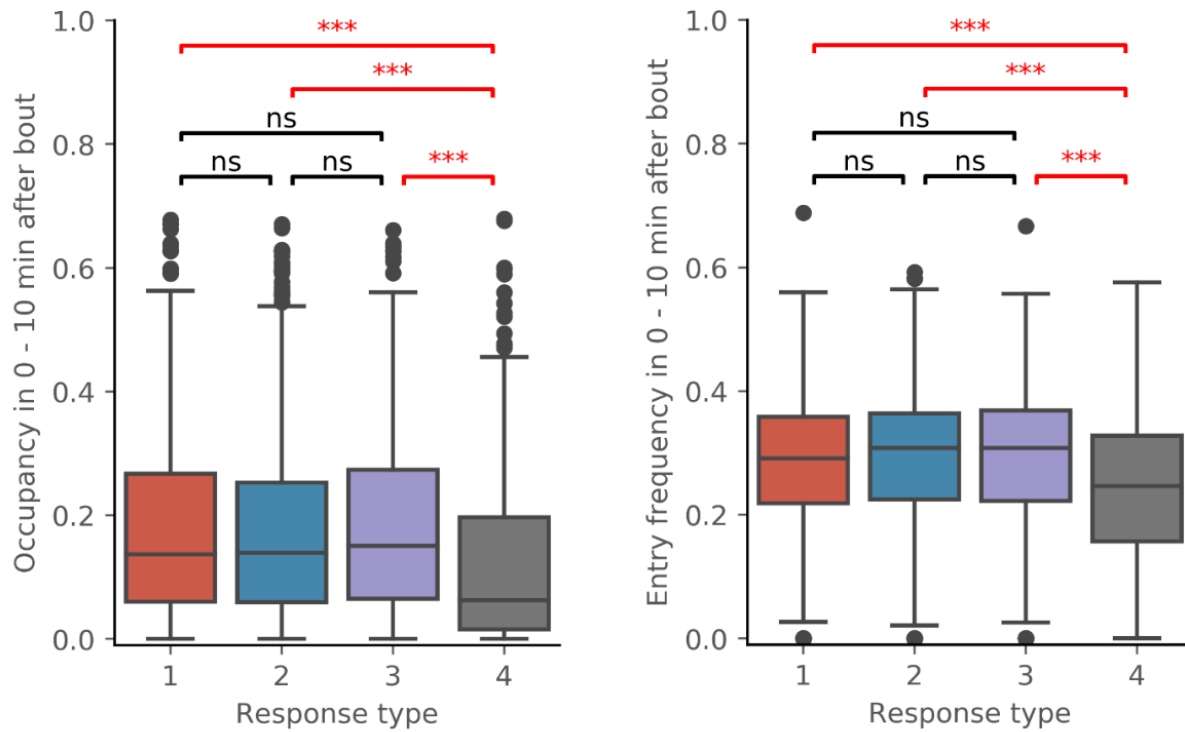 Occupancy in 0 - 10 min after bout
1.0
0.8
0.6
0.4
0.2
0.0
***
***
ns
ns
ns
***
1 2 3 4
Response type
Entry frequency in 0 - 10 min after bout
1.0
0.8
0.6
0.4
0.2
0.0
***
***
ns
ns
ns
***
1 2 3 4
Response type